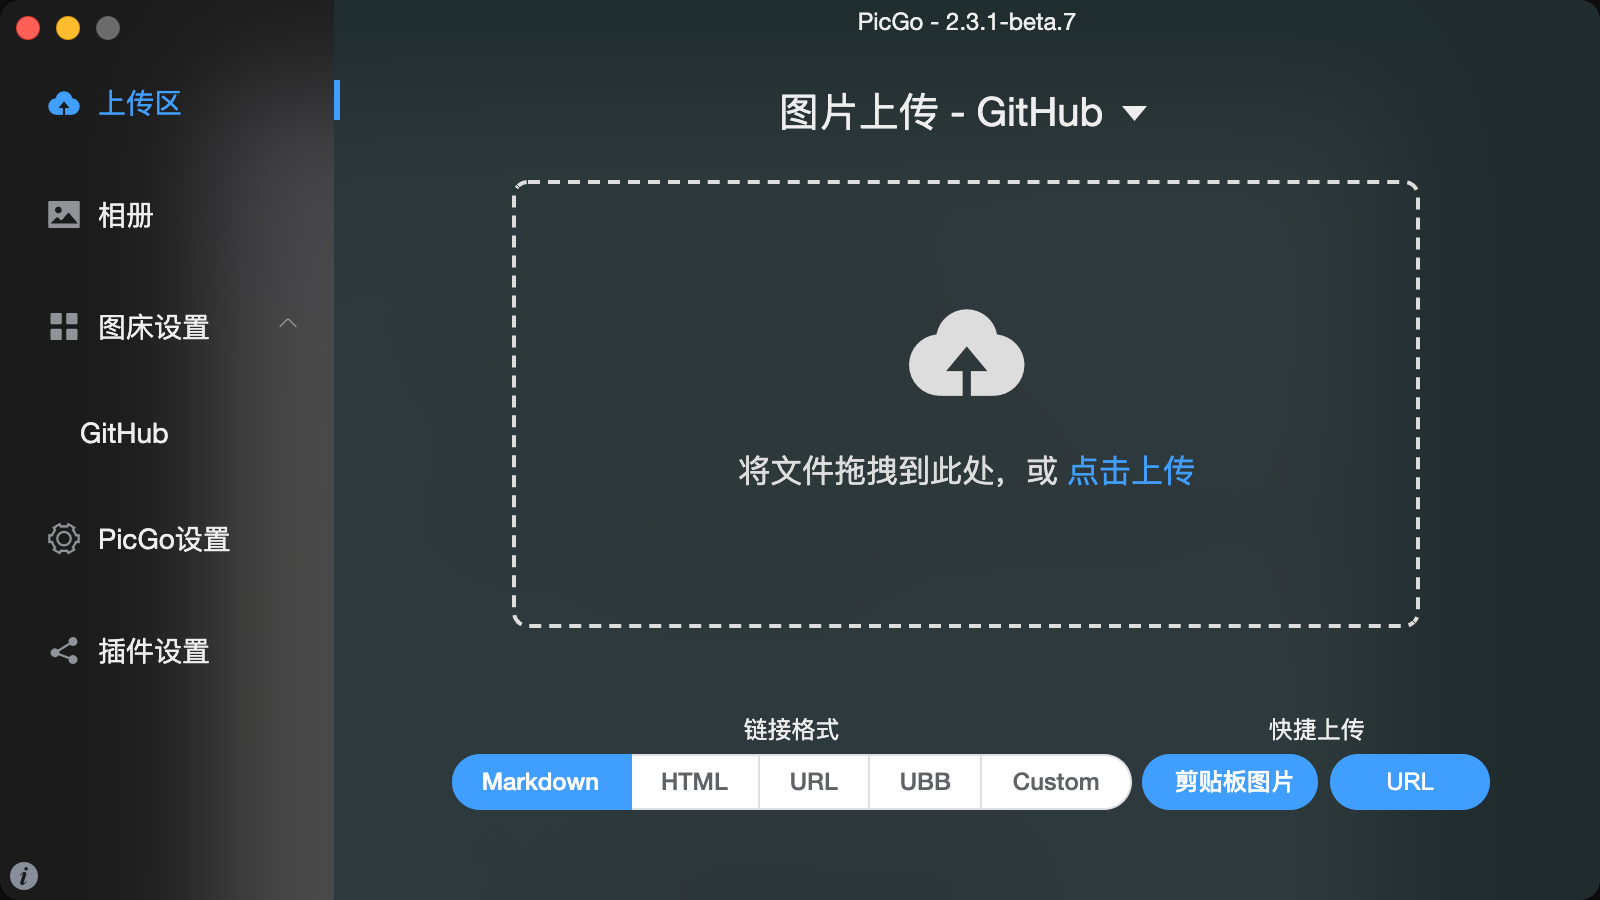 PicGo - 2.3.1-beta.7
上传区
相册
图床设置
GitHub
PicGo设置
插件设置
图片上传 - GitHub
将文件拖拽到此处，或 点击上传
链接格式
Markdown HTML URL UBB Custom
快捷上传
剪贴板图片 URL